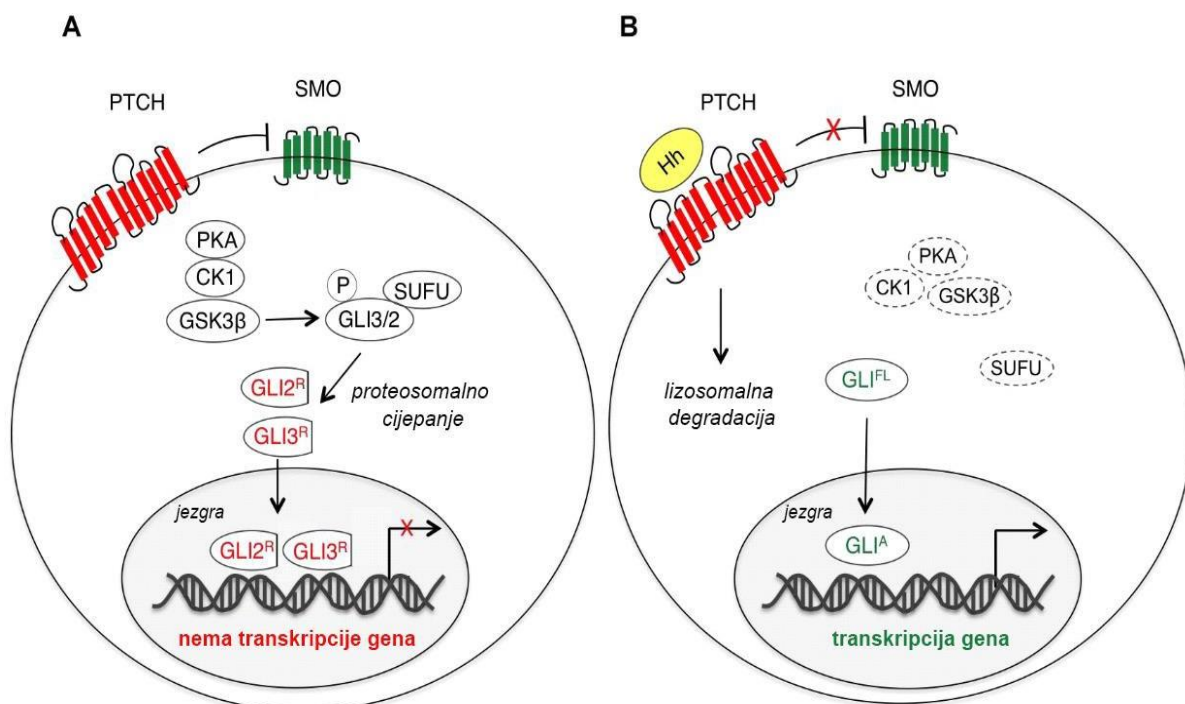 A
PTCH
SMO
PKA
CK1
GSK3β
P
SUFU
GLI3/2
GLI2R
GLI3R
proteosomalno
cijepanje
jezgra
GLI2R
GLI3R
X
nema transkripcije gena
B
PTCH
SMO
X
Hh
PKA
CK1
GSK3β
SUFU
GLIFL
lizosomalna
degradacija
jezgra
GLIA
transkripcija gena